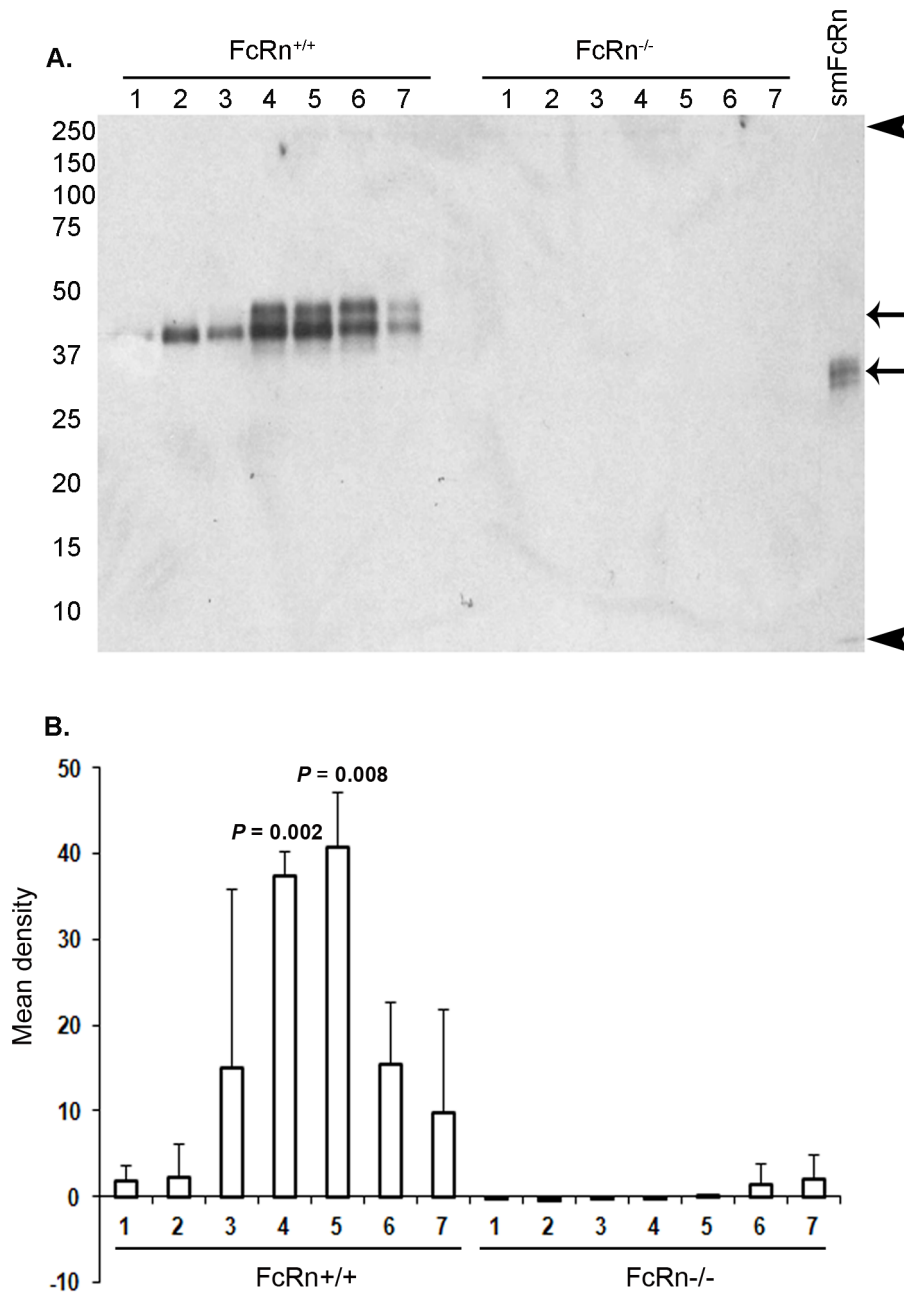 A.
FcRn+/+ FcRn-/- smFcRn
1 2 3 4 5 6 7 1 2 3 4 5 6 7
250
150
100
75
50
37
25
20
15
10
B.
Mean density
50
40
30
20
10
0
-10
P = 0.008
P = 0.002
1 2 3 4 5 6 7 1 2 3 4 5 6 7
FcRn+/+ FcRn-/-